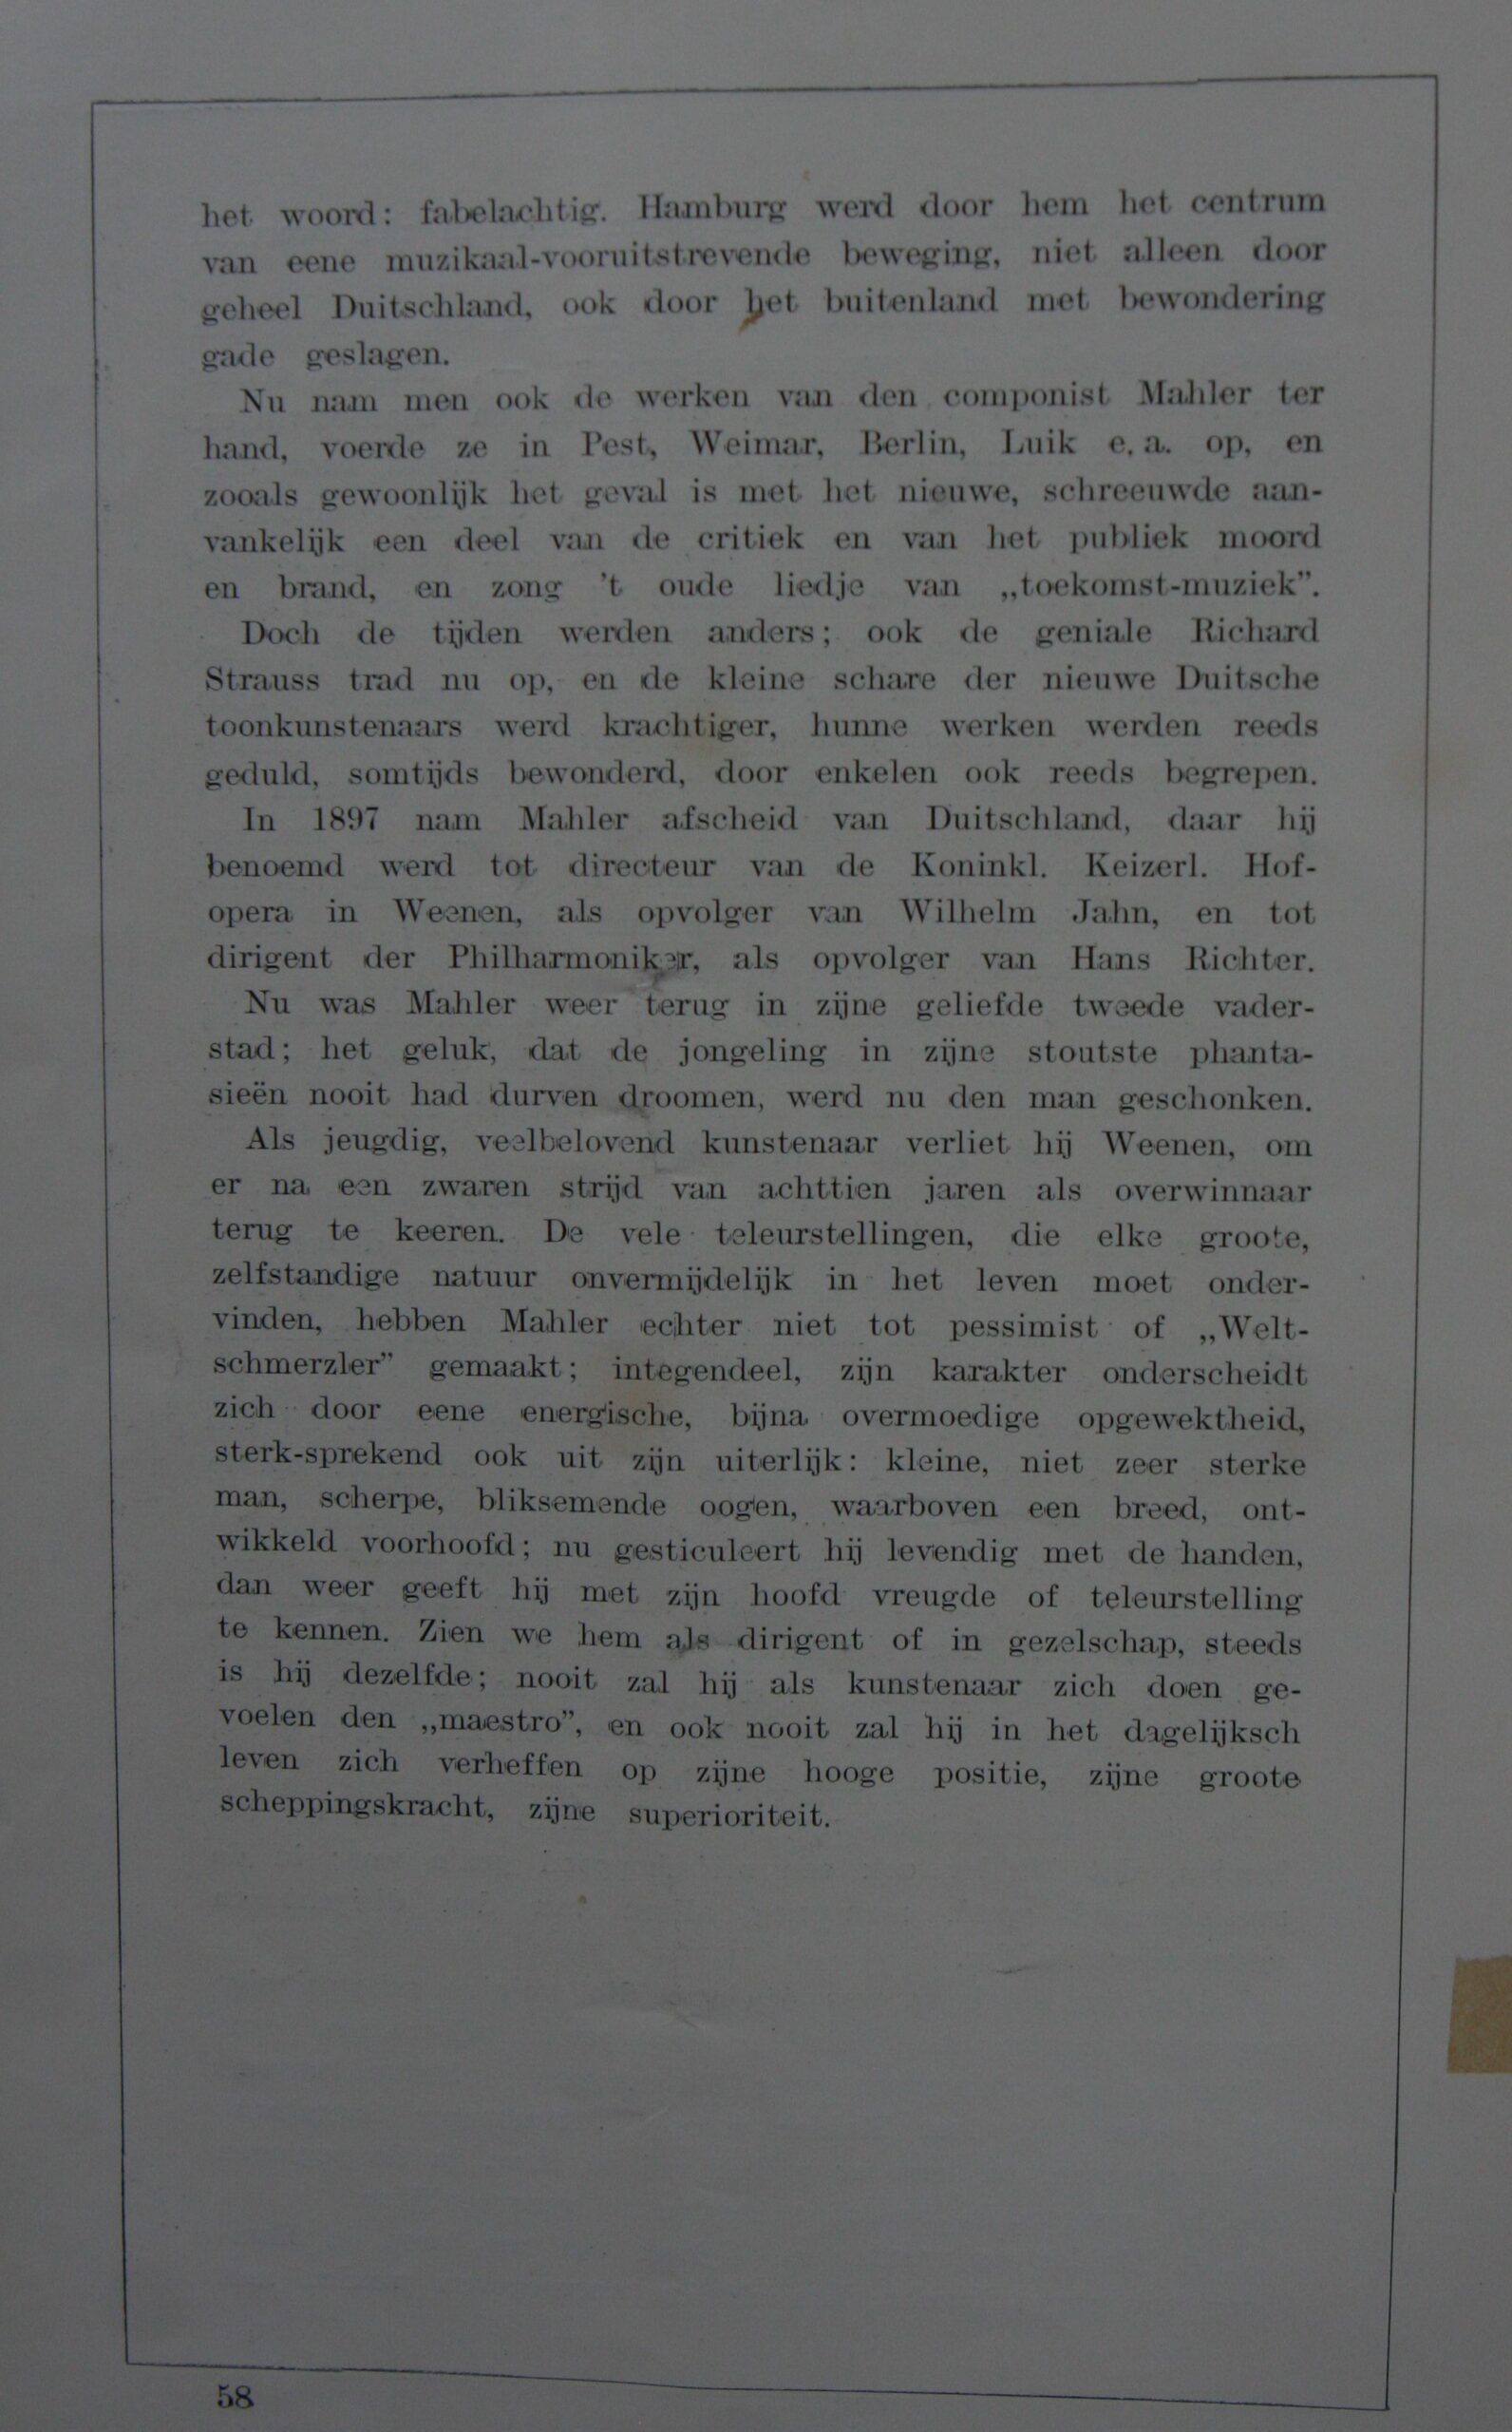 het woord: fabelachtig. Hamburg werd door hem het centrum
van eene muzikaal-vooruitstrevende beweging, niet alleen door
geheel Duitschland, ook door het buitenland met bewondering
gade geslagen.
Nu nam men ook de werken van den componist Mahler ter
hand, voerde ze in Pest, Weimar, Berlin, Luik e. a. op, en
zooals gewoonlijk het geval is met het nieuwe, schreeuwde aan-
vankelijk een deel van de critiek en van het publiek moord
en brand, en zong 't oude liedje van „toekomst-muziek”.
Doch de tijden werden anders; ook de geniale Richard
Strauss trad nu op, en de kleine schare der nieuwe Duitsche
toonkunstenaars werd krachtiger, hunne werken werden reeds
geduld, somtijds bewonderd, door enkelen ook reeds begrepen.
In 1897 nam Mahler afscheid van Duitschland, daar hij
benoemd werd tot directeur van de Koninkl. Keizerl. Hof-
opera in Weenen, als opvolger van Wilhelm Jahn, en tot
dirigent der Philharmoniker, als opvolger van Hans Richter.
Nu was Mahler weer terug in zijne geliefde tweede vader-
stad; het geluk, dat de jongeling in zijne stoutste phanta-
sieën nooit had durven droomen, werd nu den man geschonken.
Als jeugdig, veelbelovend kunstenaar verliet hij Weenen, om
er na een zwaren strijd van achttien jaren als overwinnaar
terug te keeren. De vele teleurstellingen, die elke groote,
zelfstandige natuur onvermijdelijk in het leven moet onder-
vinden, hebben Mahler echter niet tot pessimist of „Welt-
schmerzler” gemaakt; integendeel, zijn karakter onderscheidt
zich door eene energische, bijna overmoedige opgewektheid,
sterk-sprekend ook uit zijn uiterlijk: kleine, niet zeer sterke
man, scherpe, bliksemende oogen, waarboven een breed, ont-
wikkeld voorhoofd; nu gesticuleert hij levendig met de handen,
dan weer geeft hij met zijn hoofd vreugde of teleurstelling
te kennen. Zien we hem als dirigent of in gezelschap, steeds
is hij dezelfde; nooit zal hij als kunstenaar zich doen ge-
voelen den „maestro”, en ook nooit zal hij in het dagelijksch
leven zich verheffen op zijne hooge positie, zijne groote
scheppingskracht, zijne superioriteit.
58